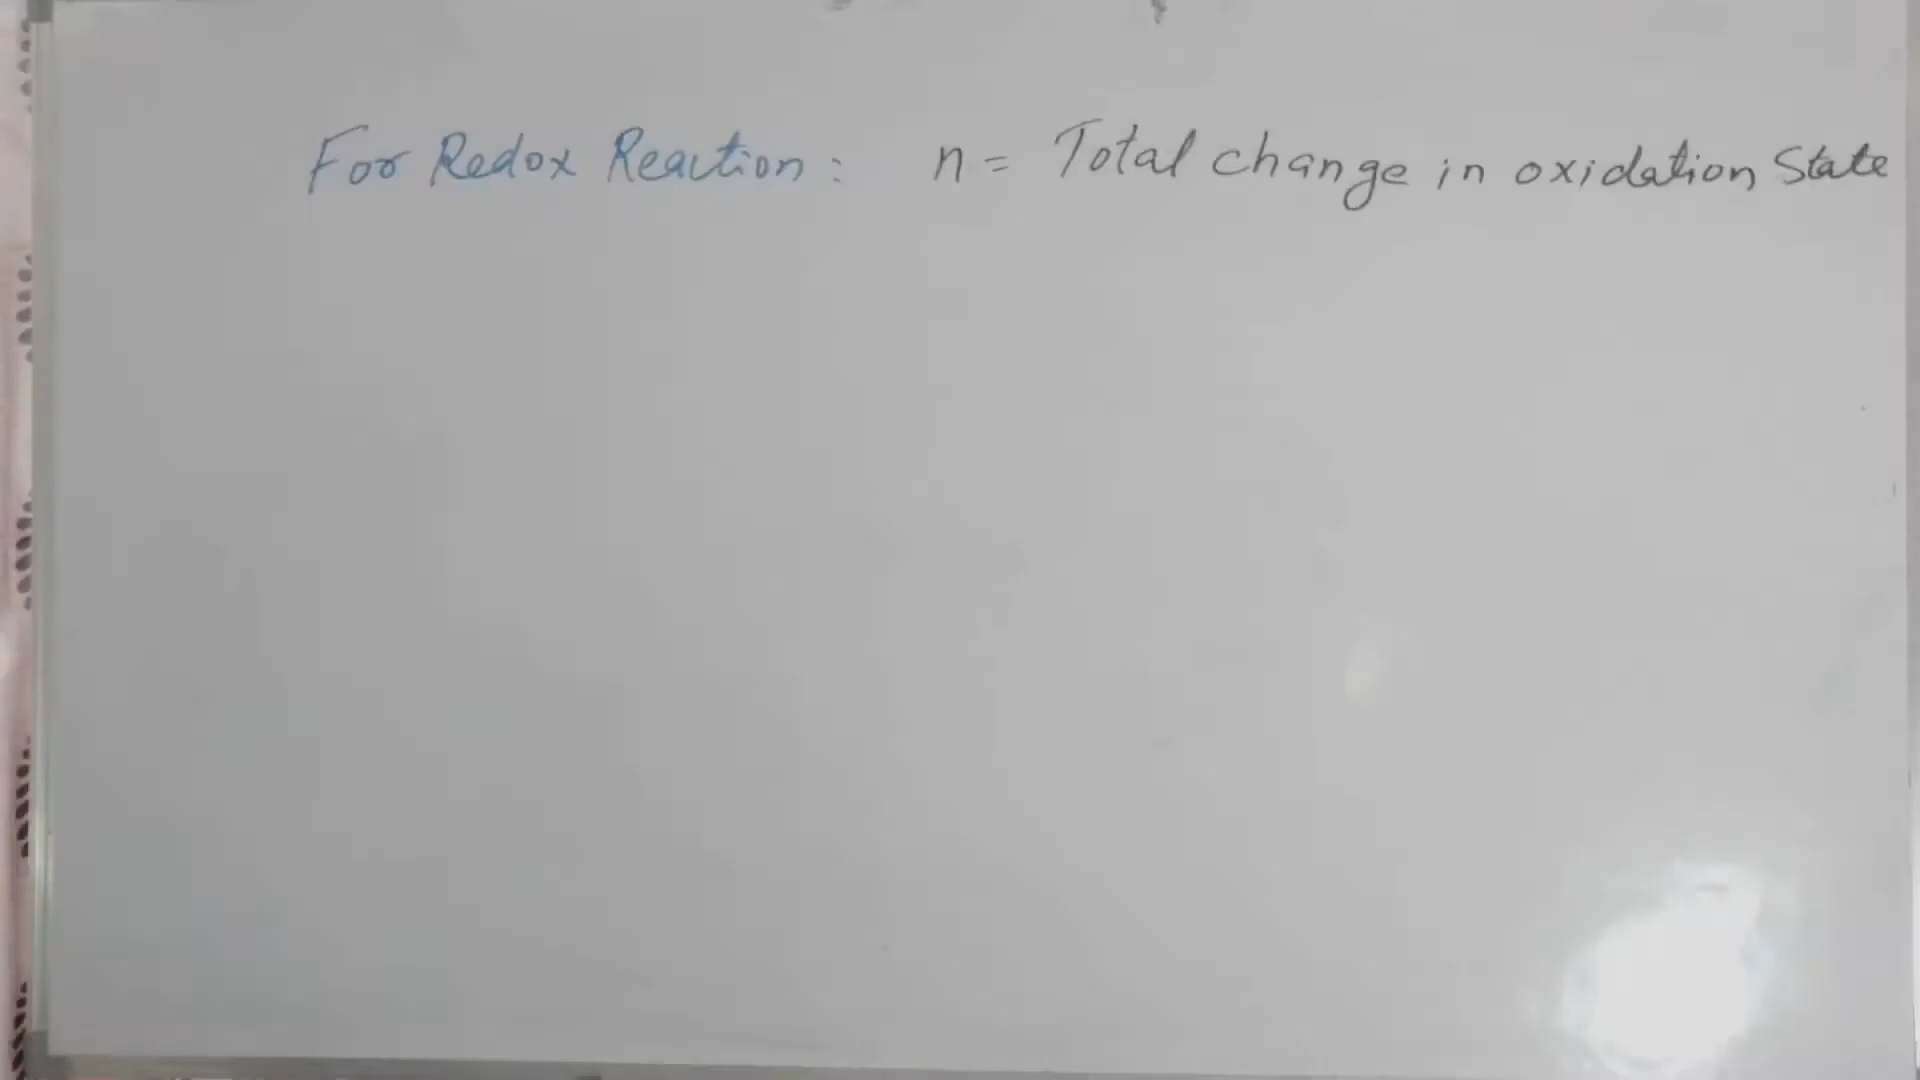 For Redox Reaction: n = Total change in oxidation State